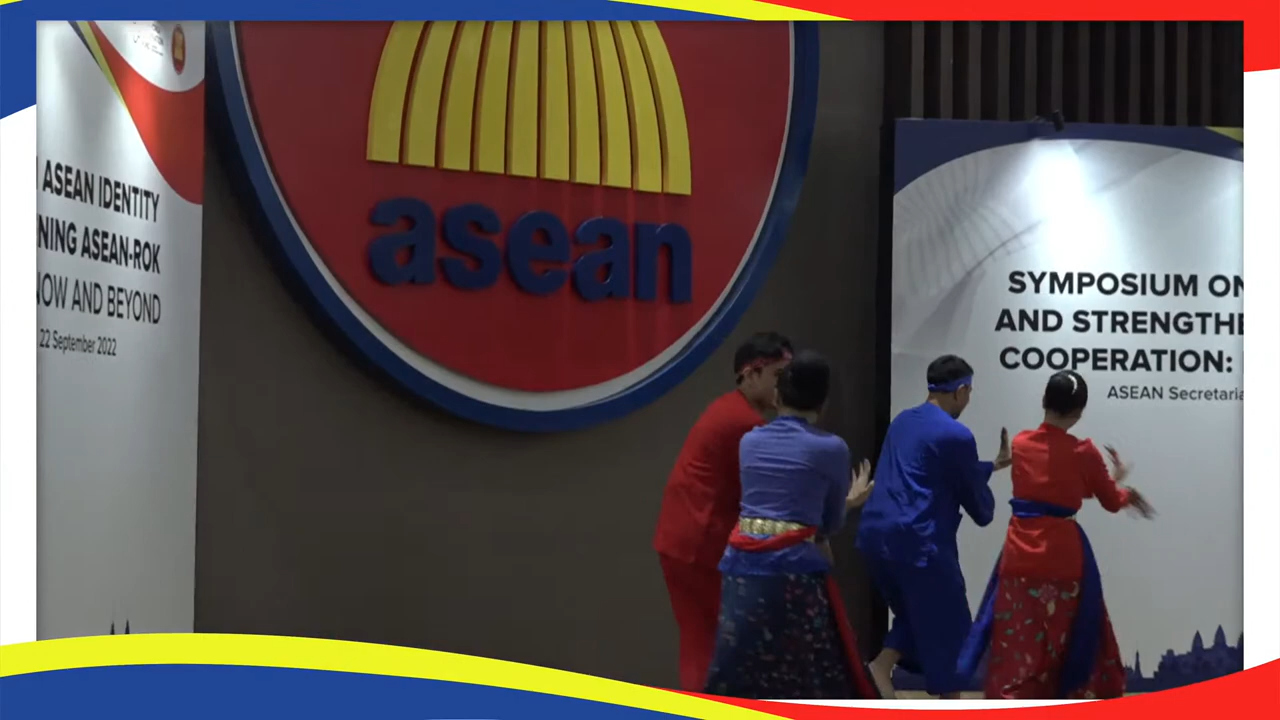 ASEAN IDENTITY
NING ASEAN-ROK
NOW AND BEYOND
22 September 2022
asean
SYMPOSIUM ON
AND STRENGTHE
COOPERATION:
ASEAN Secretaria